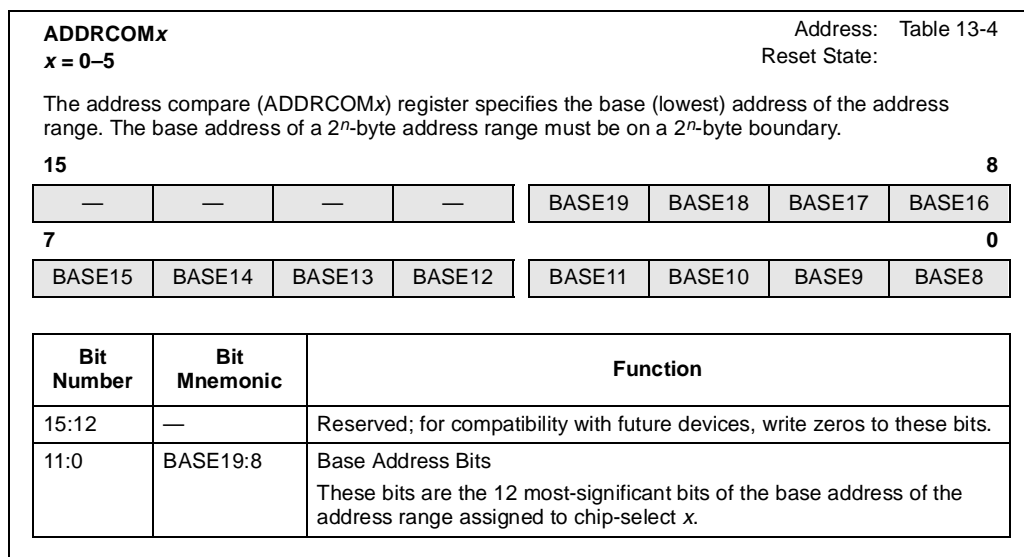 ADDRCOMx Address: Table 13-4
x = 0–5 Reset State:
The address compare (ADDRCOMx) register specifies the base (lowest) address of the address
range. The base address of a 2n-byte address range must be on a 2n-byte boundary.
15 8
— — — — BASE19 BASE18 BASE17 BASE16
7 0
BASE15 BASE14 BASE13 BASE12 BASE11 BASE10 BASE9 BASE8
Bit Number Bit Mnemonic Function
15:12 — Reserved; for compatibility with future devices, write zeros to these bits.
11:0 BASE19:8 Base Address Bits
These bits are the 12 most-significant bits of the base address of the
address range assigned to chip-select x.